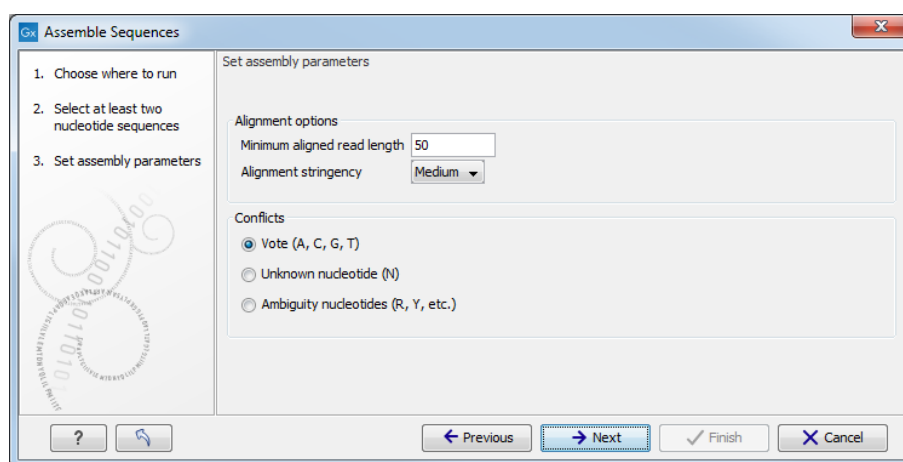 Gx Assemble Sequences
1. Choose where to run
2. Select at least two
nucleotide sequences
3. Set assembly parameters
Set assembly parameters
Alignment options
Minimum aligned read length 50
Alignment stringency Medium
Conflicts
Vote (A, C, G, T)
Unknown nucleotide (N)
Ambiguity nucleotides (R, Y, etc.)
? Previous Next Finish Cancel